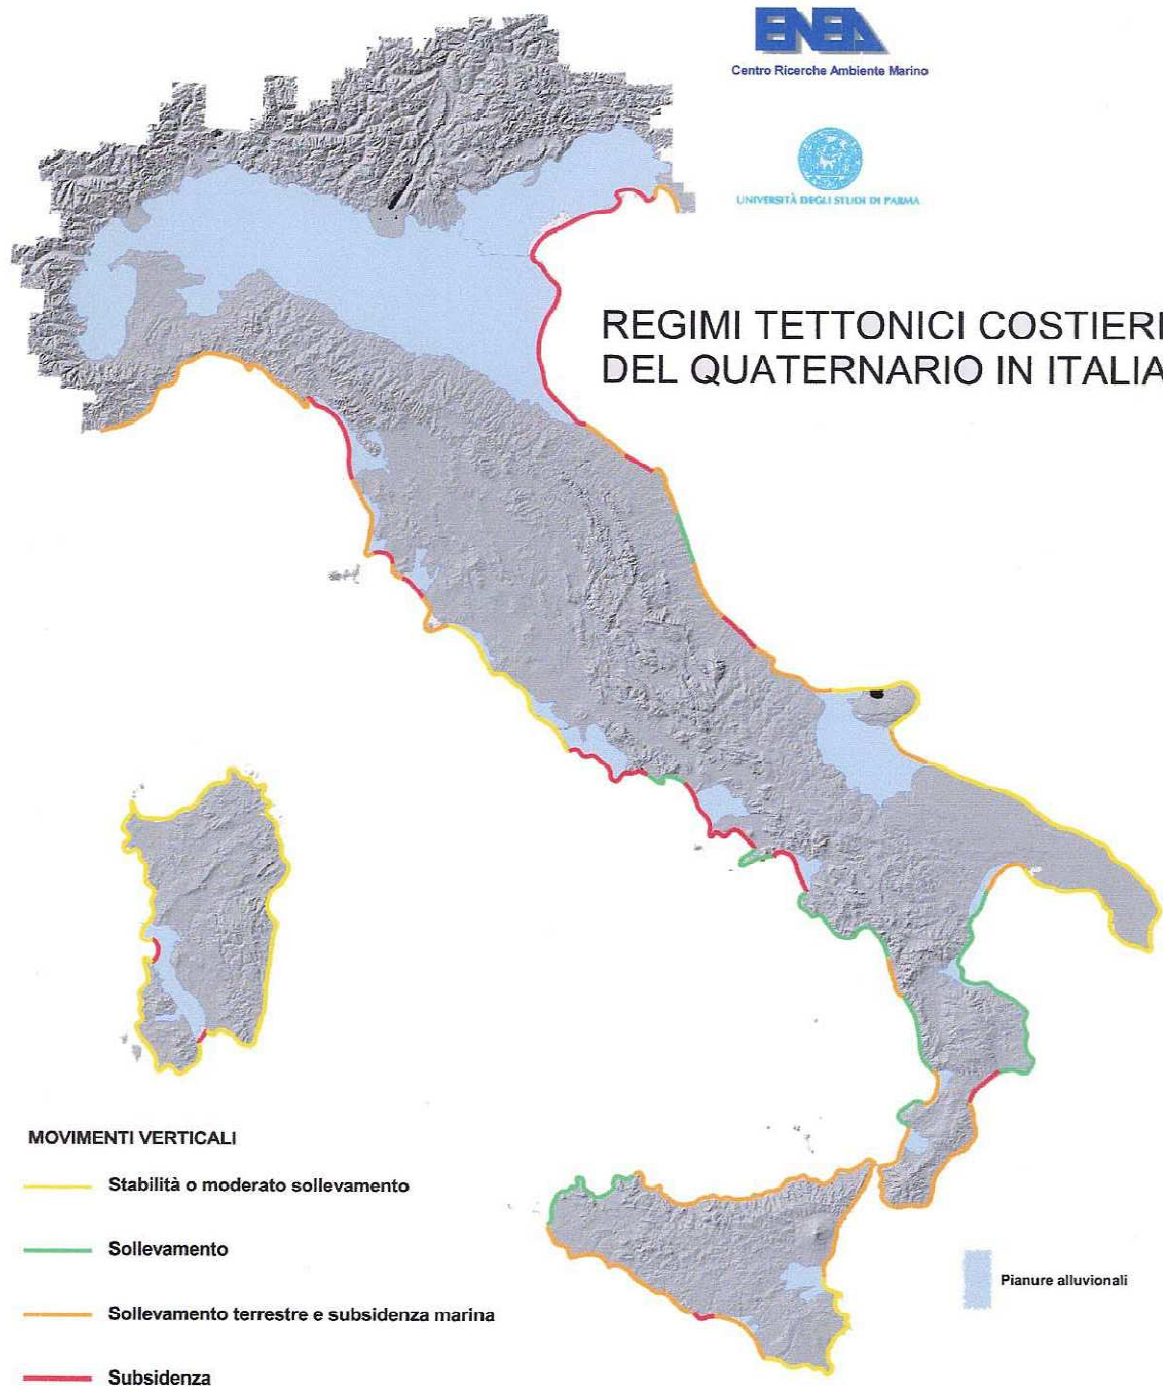 ENEA
Centro Ricerche Ambiente Marino
UNIVERSITÀ DEGLI STUDI DI PARMA
REGIMI TETTONICI COSTIERI
DEL QUATERNARIO IN ITALIA
MOVIMENTI VERTICALI
Stabilità o moderato sollevamento
Sollevamento
Sollevamento terrestre e subsidenza marina
Subsidenza
Pianure alluvionali